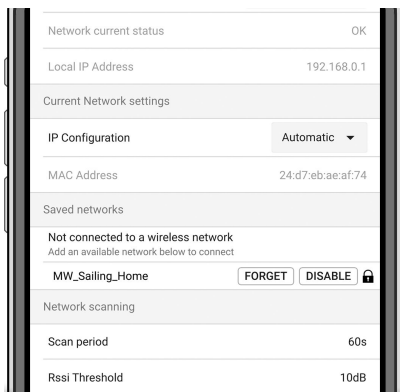 Network current status OK
Local IP Address 192.168.0.1
Current Network settings
IP Configuration Automatic
MAC Address 24:d7:eb:ae:af:74
Saved networks
Not connected to a wireless network
Add an available network below to connect
MW_Sailing_Home FORGET DISABLE
Network scanning
Scan period 60s
Rssi Threshold 10dB